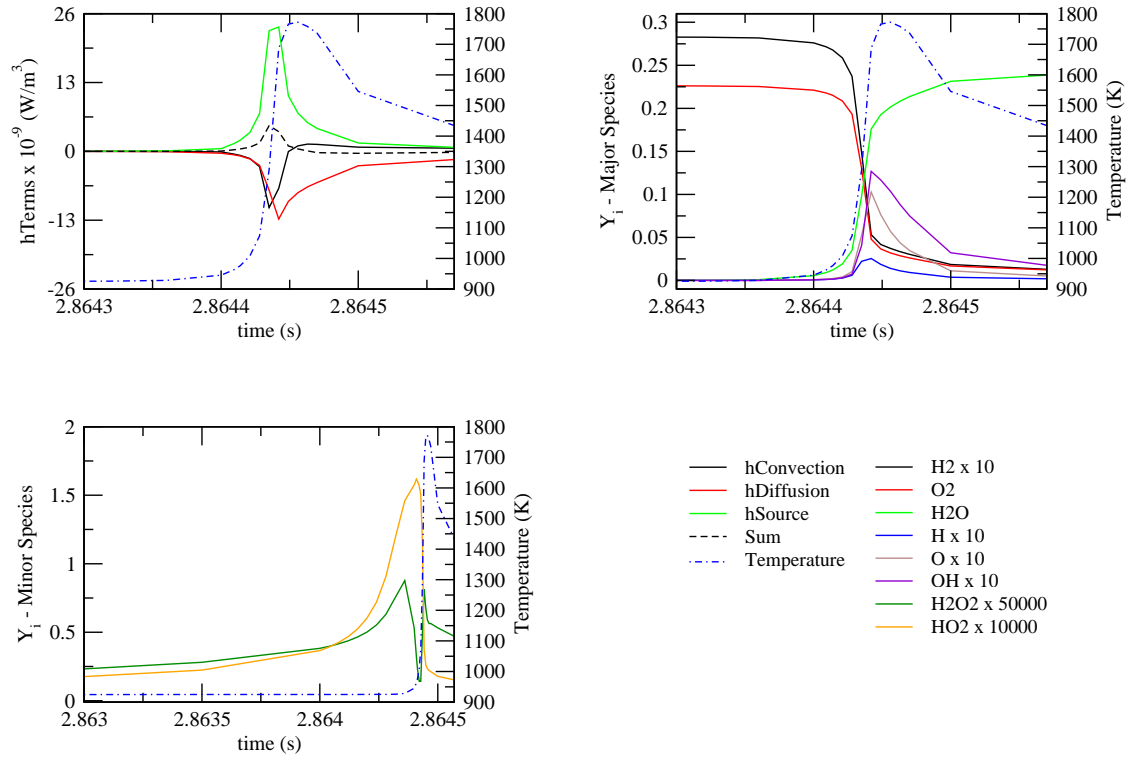 hTerms x 10^-9 (W/m^3)
26
13
0
-13
-26
1800
1700
1600
1500
1400
1300
1200
1100
1000
900
2.8643
2.8644
2.8645
time (s)
Y_i - Major Species
0.3
0.25
0.2
0.15
0.1
0.05
0
1800
1700
1600
1500
1400
1300
1200
1100
1000
900
Temperature (K)
2.8643
2.8644
2.8645
time (s)
Y_i - Minor Species
2
1.5
1
0.5
0
1800
1700
1600
1500
1400
1300
1200
1100
1000
900
Temperature (K)
2.863
2.8635
2.864
2.8645
time (s)
hConvection
hDiffusion
hSource
Sum
Temperature
H2 x 10
O2
H2O
H x 10
O x 10
OH x 10
H2O2 x 50000
HO2 x 10000